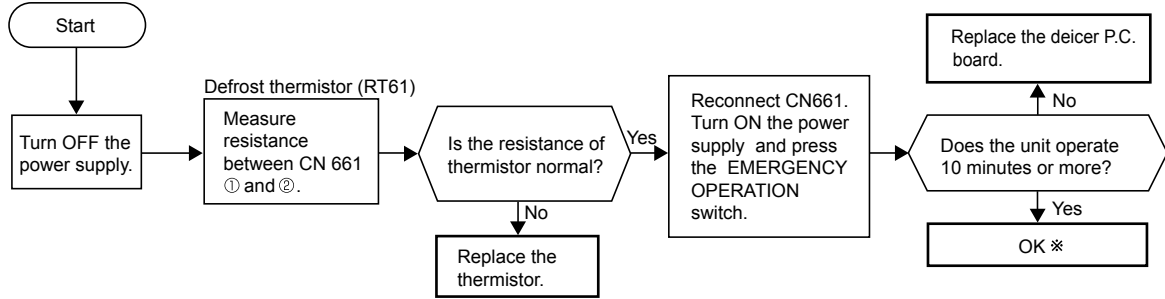 Start
Turn OFF the
power supply.
Defrost thermistor (RT61)
Measure
resistance
between CN 661
① and ②.
Is the resistance of
thermistor normal?
Yes
No
Replace the
thermistor.
Reconnect CN661.
Turn ON the power
supply and press
the EMERGENCY
OPERATION
switch.
Does the unit operate
10 minutes or more?
No
Replace the deicer P.C.
board.
Yes
OK ※